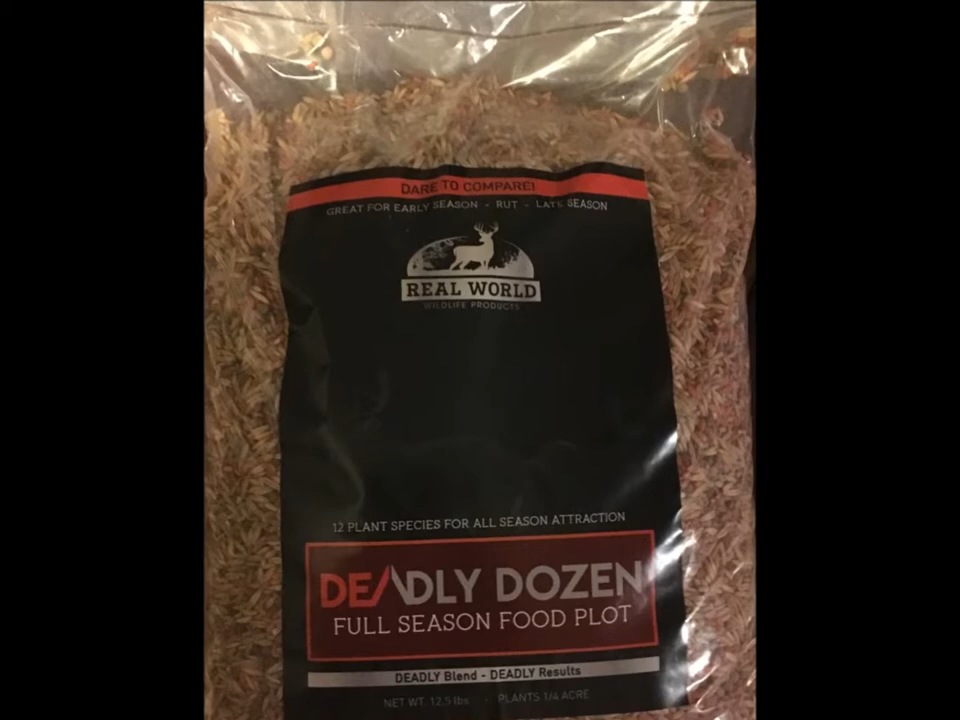 DARE TO COMPARE!
GREAT FOR EARLY SEASON - RUT - LATE SEASON
REAL WORLD
WILDLIFE PRODUCTS
12 PLANT SPECIES FOR ALL SEASON ATTRACTION
DEADLY DOZEN
FULL SEASON FOOD PLOT
DEADLY Blend - DEADLY Results
NET WT. 12.5 lbs - PLANTS 1/4 ACRE